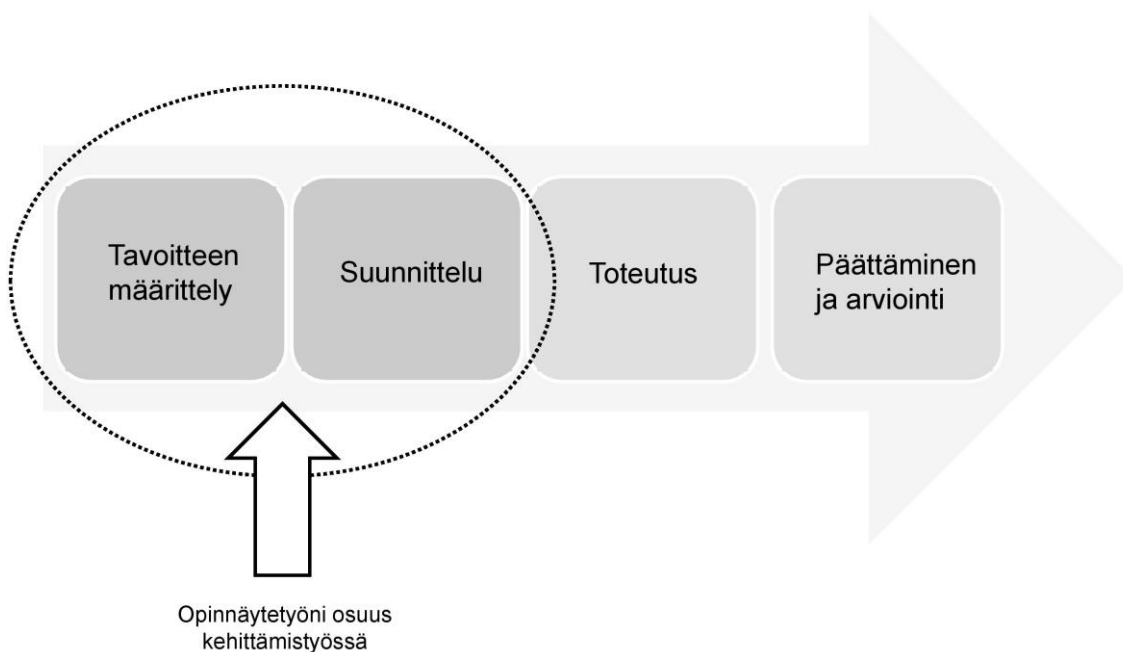 Tavoitteen
määrittely
Suunnittelu
Toteutus
Päättäminen
ja arviointi
Opinnäytetyöni osuus
kehittämistyössä